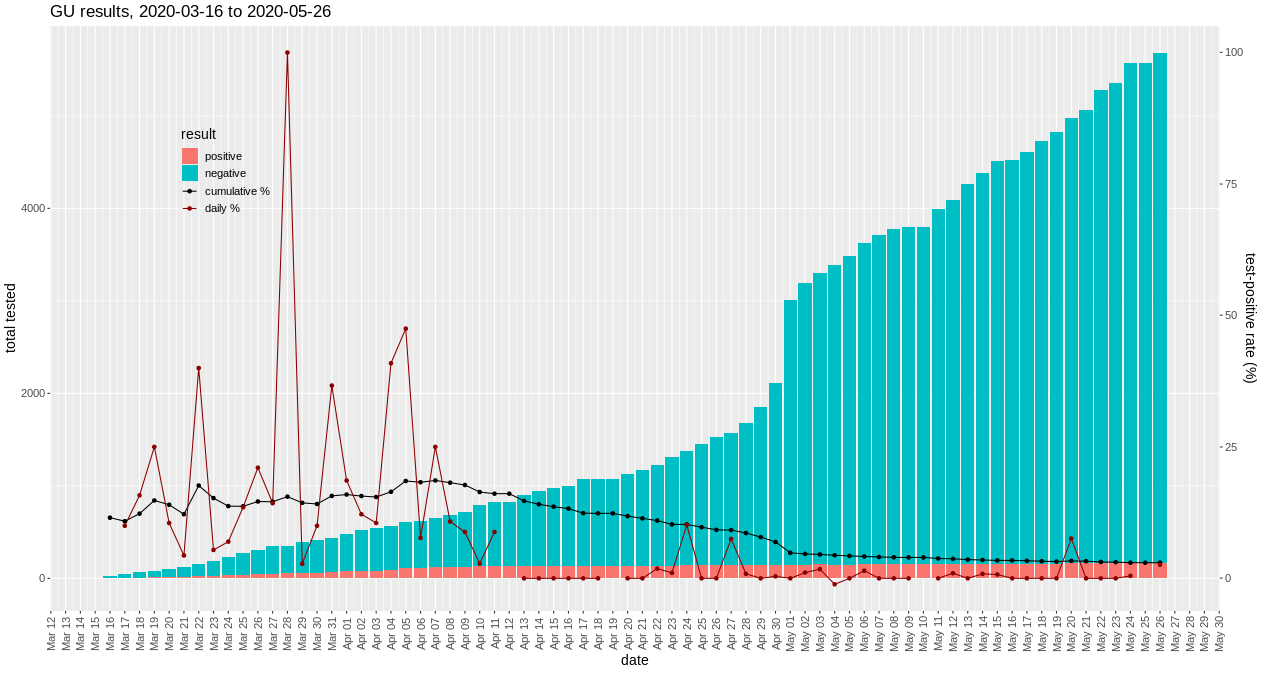 GU results, 2020-03-16 to 2020-05-26
result
positive
negative
cumulative %
daily %
total tested
4000
2000
0
test-positive rate (%)
100
75
50
25
0
Mar 12
Mar 13
Mar 14
Mar 15
Mar 16
Mar 17
Mar 18
Mar 19
Mar 20
Mar 21
Mar 22
Mar 23
Mar 24
Mar 25
Mar 26
Mar 27
Mar 28
Mar 29
Mar 30
Mar 31
Apr 01
Apr 02
Apr 03
Apr 04
Apr 05
Apr 06
Apr 07
Apr 08
Apr 09
Apr 10
Apr 11
Apr 12
Apr 13
Apr 14
Apr 15
Apr 16
Apr 17
Apr 18
Apr 19
Apr 20
Apr 21
Apr 22
Apr 23
Apr 24
Apr 25
Apr 26
Apr 27
Apr 28
Apr 29
Apr 30
May 01
May 02
May 03
May 04
May 05
May 06
May 07
May 08
May 09
May 10
May 11
May 12
May 13
May 14
May 15
May 16
May 17
May 18
May 19
May 20
May 21
May 22
May 23
May 24
May 25
May 26
May 27
May 28
May 29
May 30
date